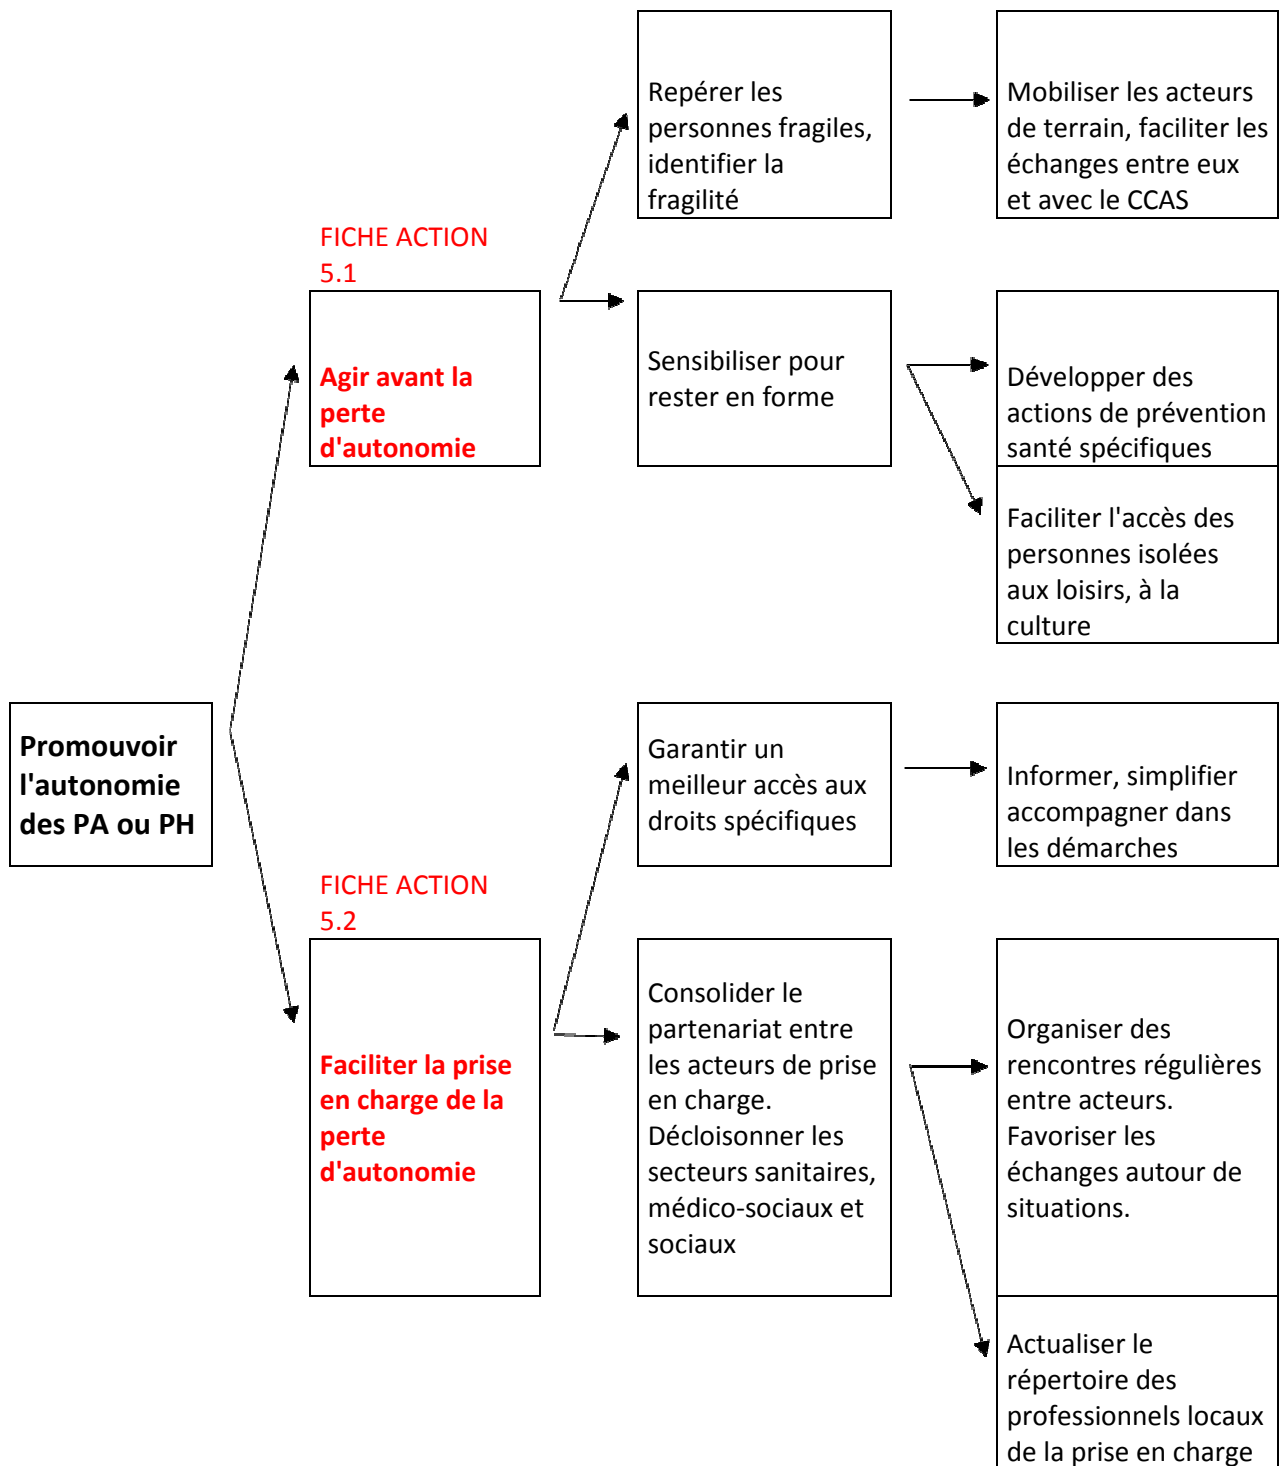 Repérer les
personnes fragiles,
identifier la
fragilité
Mobiliser les acteurs
de terrain, faciliter les
échanges entre eux
et avec le CCAS
FICHE ACTION
5.1
Agir avant la
perte
d'autonomie
Sensibiliser pour
rester en forme
Développer des
actions de prévention
santé spécifiques
Faciliter l'accès des
personnes isolées
aux loisirs, à la
culture
Promouvoir
l'autonomie
des PA ou PH
Garantir un
meilleur accès aux
droits spécifiques
Informer, simplifier
accompagner dans
les démarches
FICHE ACTION
5.2
Faciliter la prise
en charge de la
perte
d'autonomie
Consolider le
partenariat entre
les acteurs de prise
en charge.
Décloisonner les
secteurs sanitaires,
médico-sociaux et
sociaux
Organiser des
rencontres régulières
entre acteurs.
Favoriser les
échanges autour de
situations.
Actualiser le
répertoire des
professionnels locaux
de la prise en charge